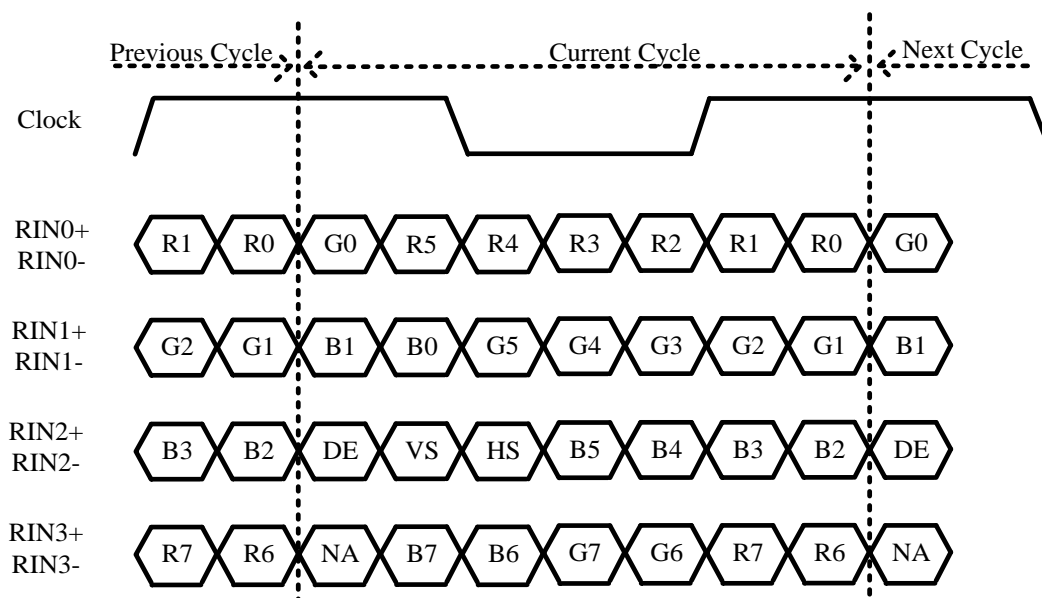 Previous Cycle Current Cycle Next Cycle
Clock
RIN0+
RIN0-
R1 R0 G0 R5 R4 R3 R2 R1 R0 G0
RIN1+
RIN1-
G2 G1 B1 B0 G5 G4 G3 G2 G1 B1
RIN2+
RIN2-
B3 B2 DE VS HS B5 B4 B3 B2 DE
RIN3+
RIN3-
R7 R6 NA B7 B6 G7 G6 R7 R6 NA